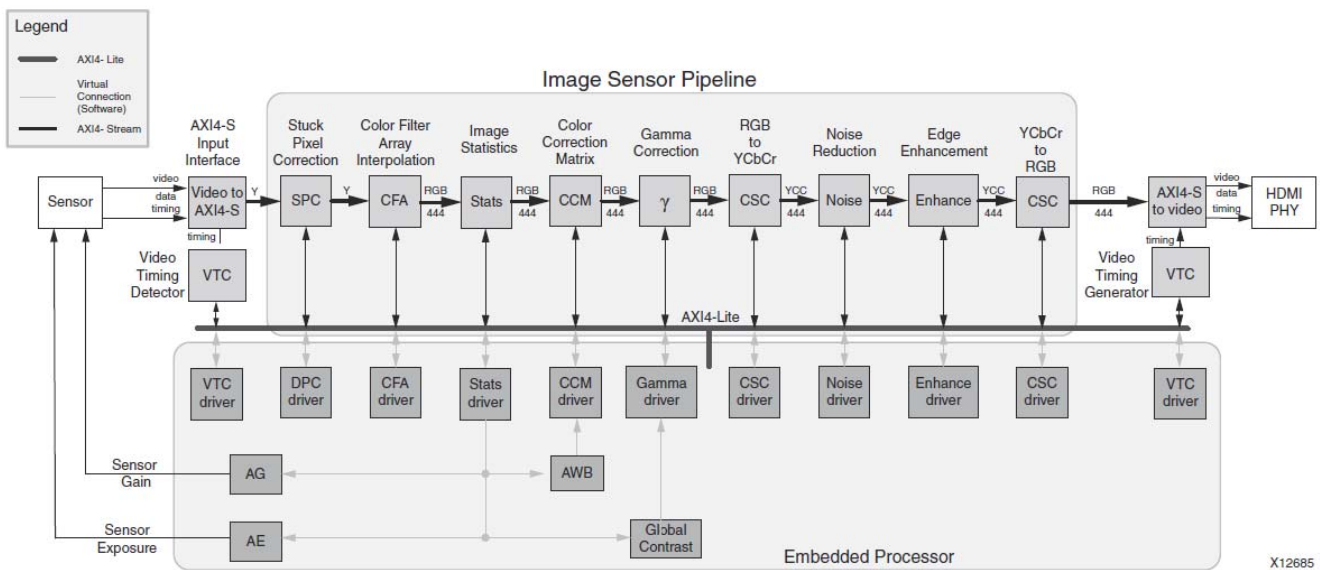 Legend
AXI4- Lite
Virtual
Connection
(Software)
AXI4- Stream
Image Sensor Pipeline
AXI4-S
Input
Interface
Stuck
Pixel
Correction
Color Filter
Array
Interpolation
Image
Statistics
Color
Correction
Matrix
Gamma
Correction
RGB
to
YCbCr
Noise
Reduction
Edge
Enhancement
YCbCr
to
RGB
Sensor
video
data
timing
Video to
AXI4-S
Y
SPC
Y
CFA
RGB
444
Stats
RGB
444
CCM
RGB
444
γ
RGB
444
CSC
YCC
444
Noise
YCC
444
Enhance
YCC
444
CSC
RGB
444
AXI4-S
to video
video
data
timing
HDMI
PHY
timing
Video
Timing
Detector
VTC
timing
Video
Timing
Generator
VTC
AXI4-Lite
VTC
driver
DPC
driver
CFA
driver
Stats
driver
CCM
driver
Gamma
driver
CSC
driver
Noise
driver
Enhance
driver
CSC
driver
VTC
driver
Sensor
Gain
AG
AWB
Sensor
Exposure
AE
Global
Contrast
Embedded Processor
X12685